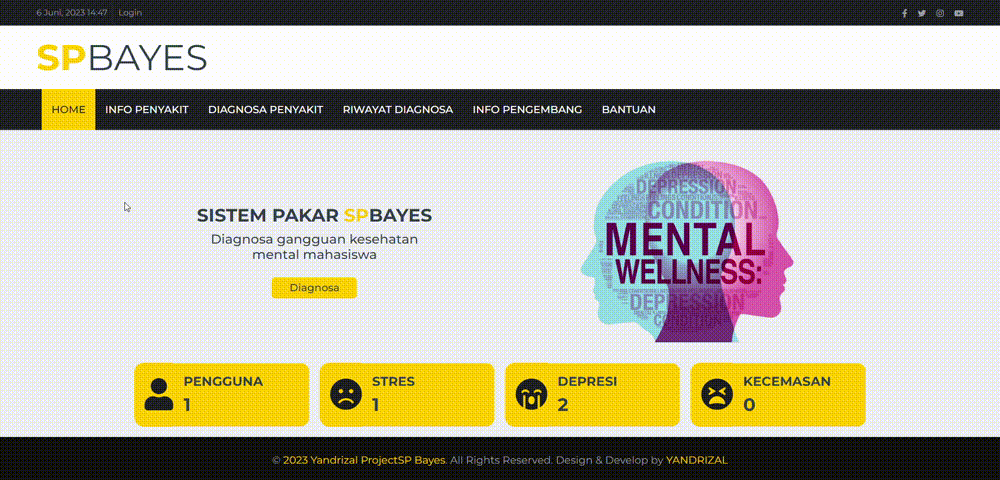 6 Juni, 2023 14:47 Login
SPBAYES
HOME INFO PENYAKIT DIAGNOSA PENYAKIT RIWAYAT DIAGNOSA INFO PENGEMBANG BANTUAN
SISTEM PAKAR SPBAYES
Diagnosa gangguan kesehatan
mental mahasiswa
Diagnosa
DEPRESSION
CONDITION
MENTAL
WELLNESS:
DEPRESSION
CONDITION
PENGGUNA
1
STRES
1
DEPRESI
2
KECEMASAN
0
© 2023 Yandrizal ProjectSP Bayes. All Rights Reserved. Design & Develop by YANDRIZAL